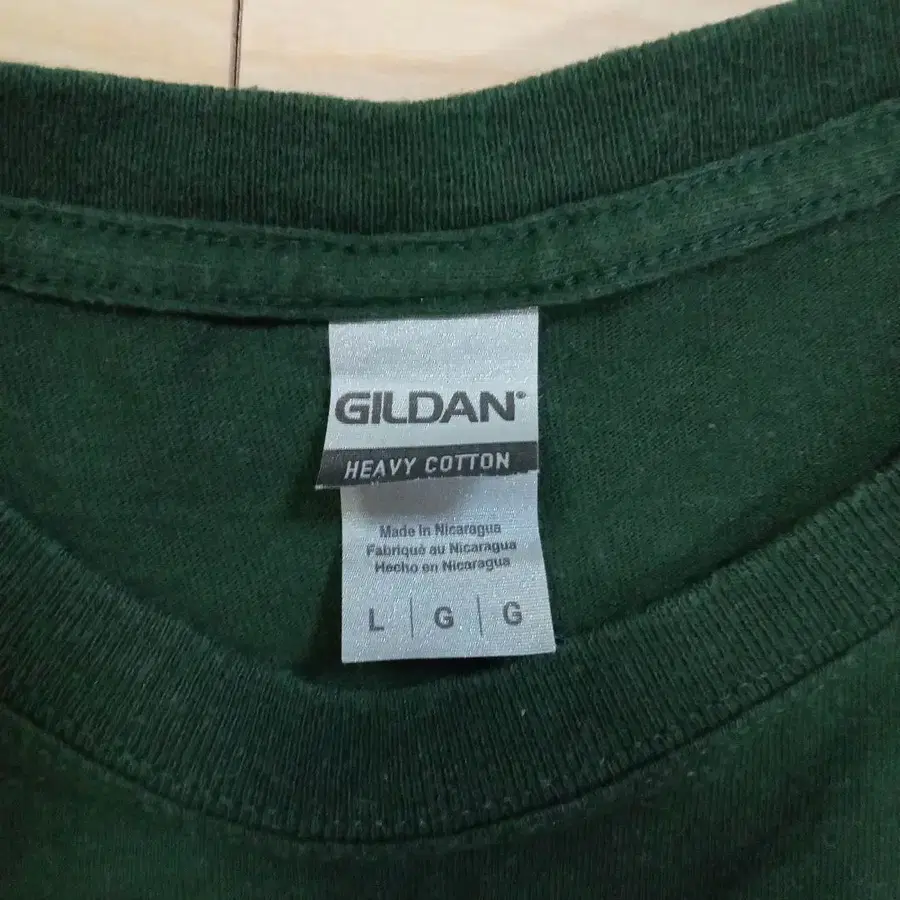 GILDAN®
HEAVY COTTON
Made in Nicaragua
Fabriqué au Nicaragua
Hecho en Nicaragua
L | G | G